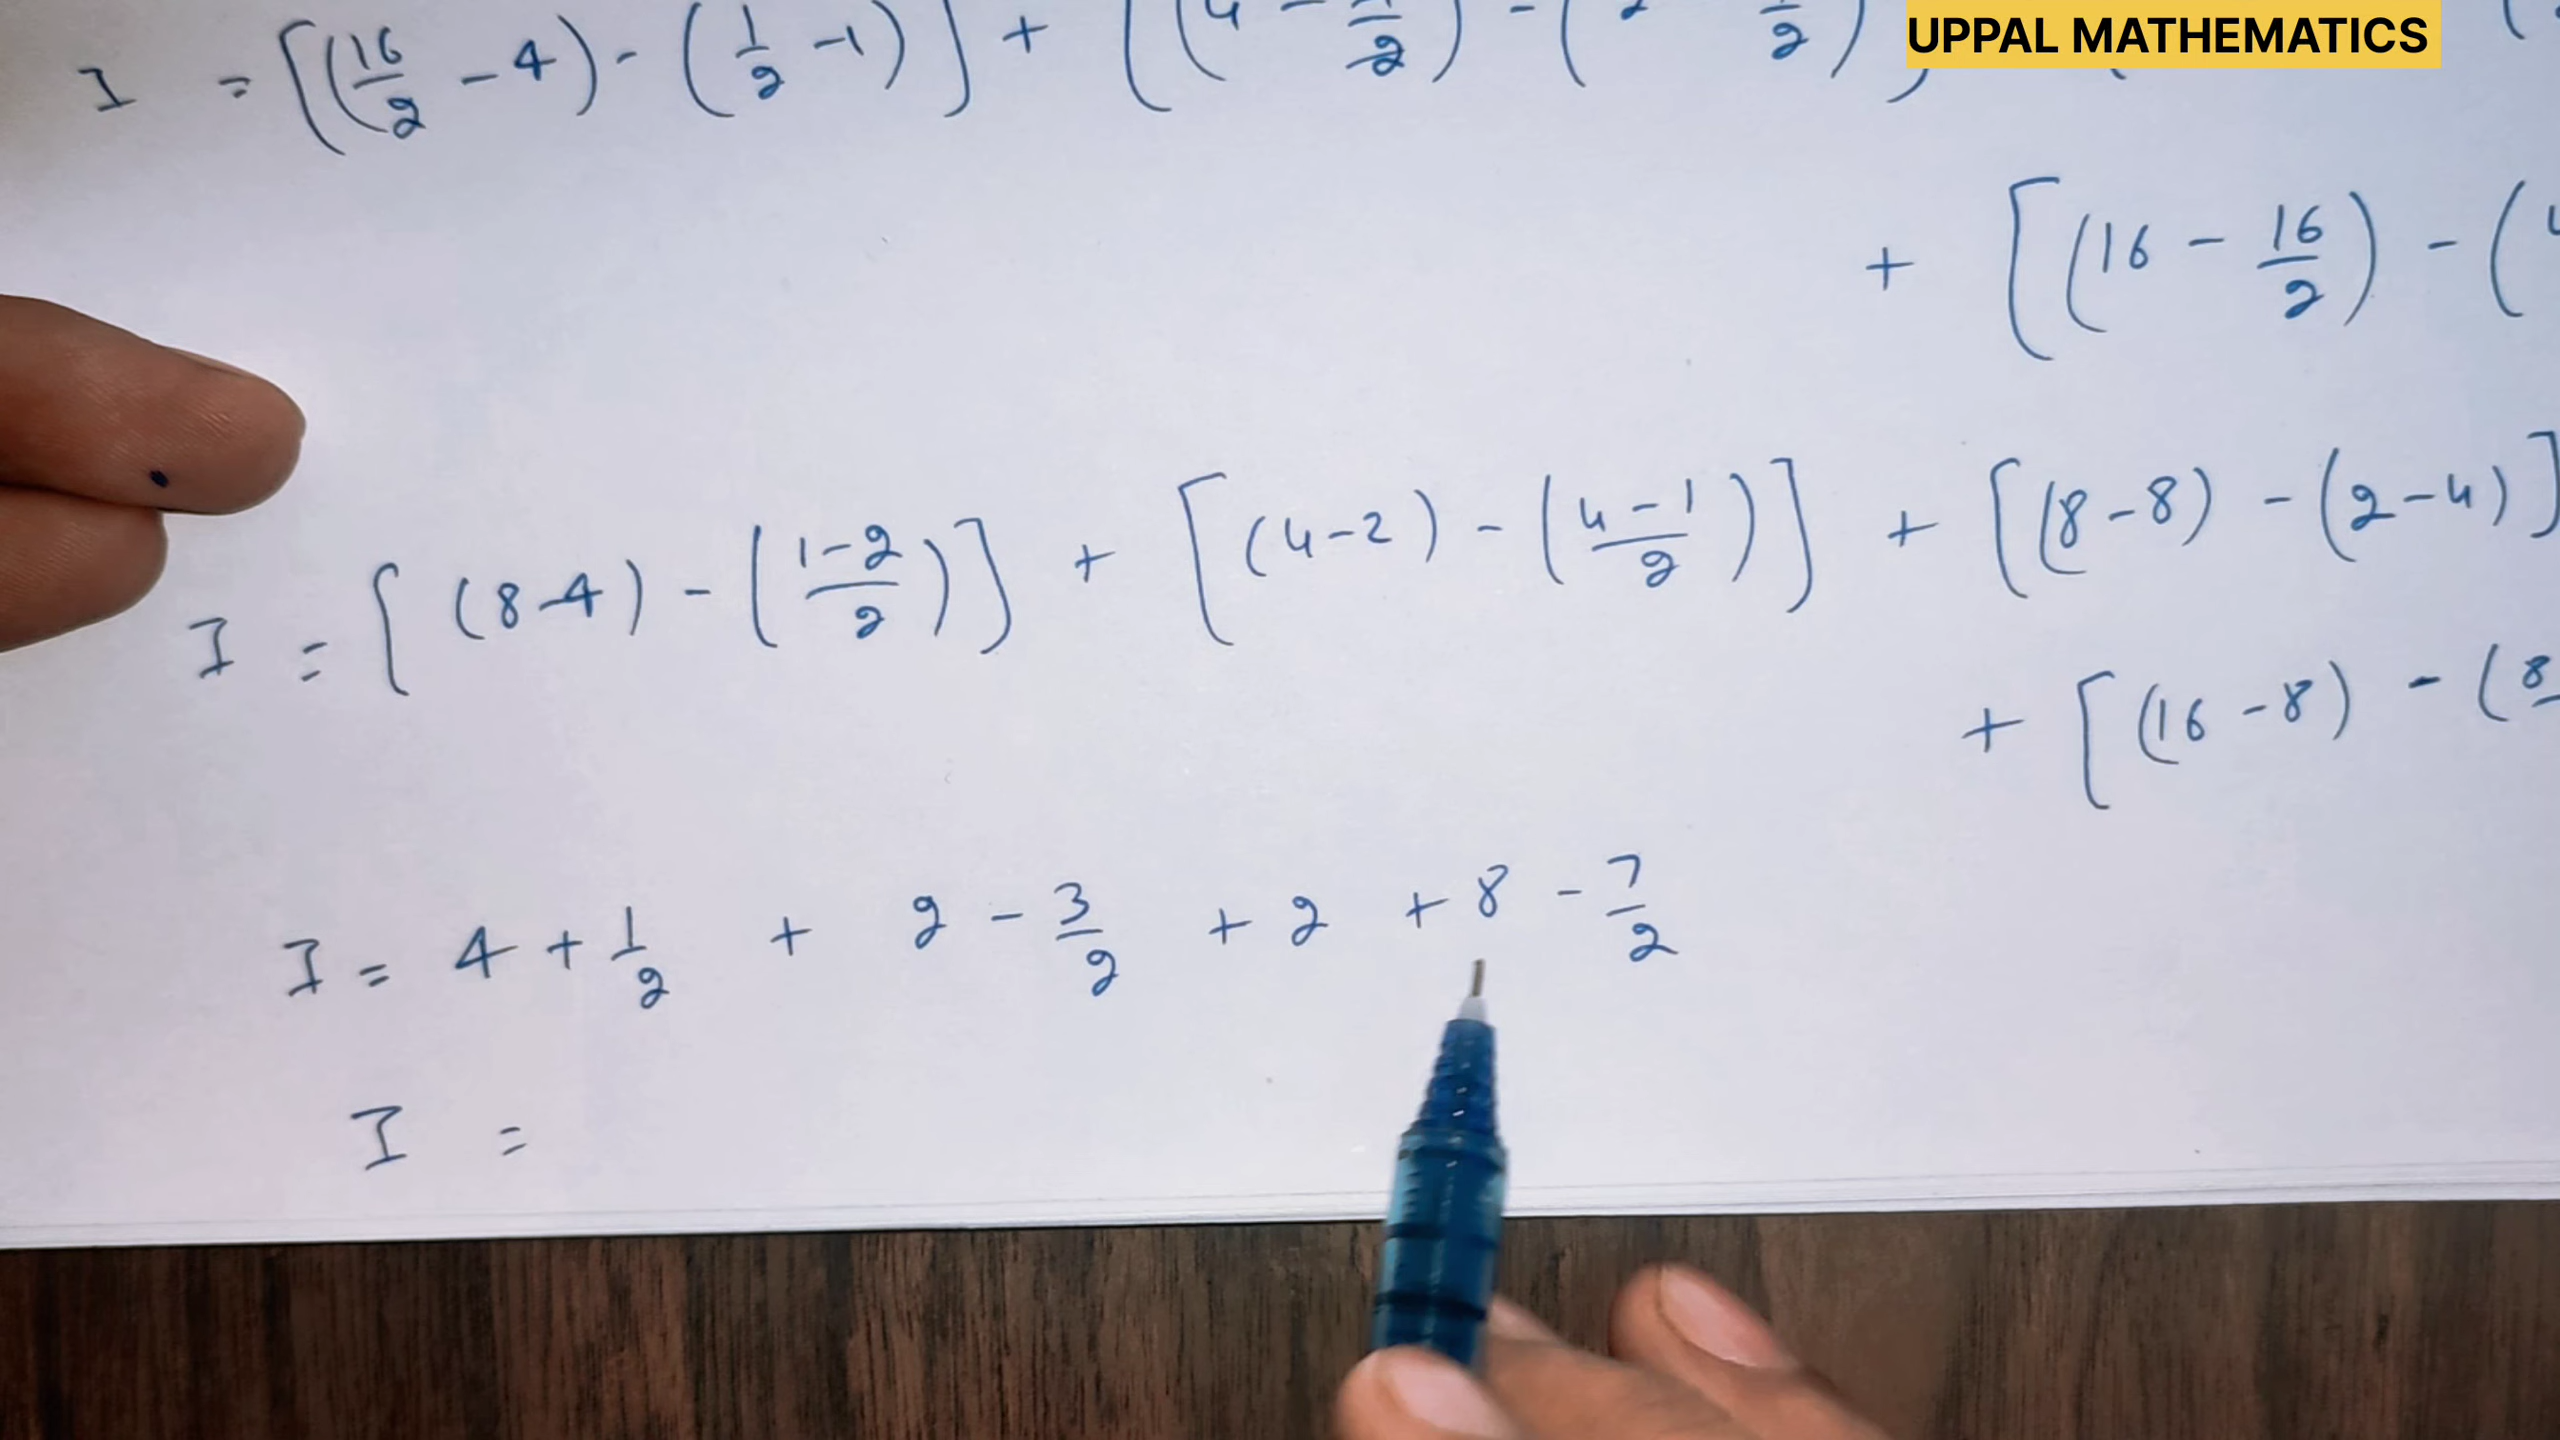 UPPAL MATHEMATICS
I = [(16/2 - 4) - (1/2 - 1)] + [(4 -
+ [(16 - 16/2) - (
I = [(8-4) - (1-2/2)] + [(4-2) - (4-1/2)] + [(8-8) - (2-4)]
+ [(16-8) - (8
I = 4 + 1/2 + 2 - 3/2 + 2 + 8 - 7/2
I =